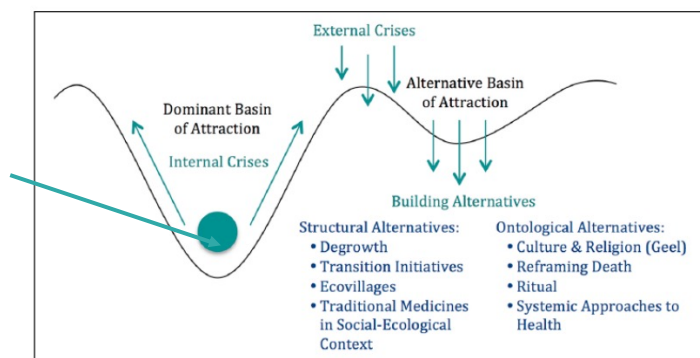 External Crises
Alternative Basin
of Attraction
Dominant Basin
of Attraction
Internal Crises
Building Alternatives
Structural Alternatives:
• Degrowth
• Transition Initiatives
• Ecovillages
• Traditional Medicines
in Social-Ecological
Context
Ontological Alternatives:
• Culture & Religion (Geel)
• Reframing Death
• Ritual
• Systemic Approaches to
Health